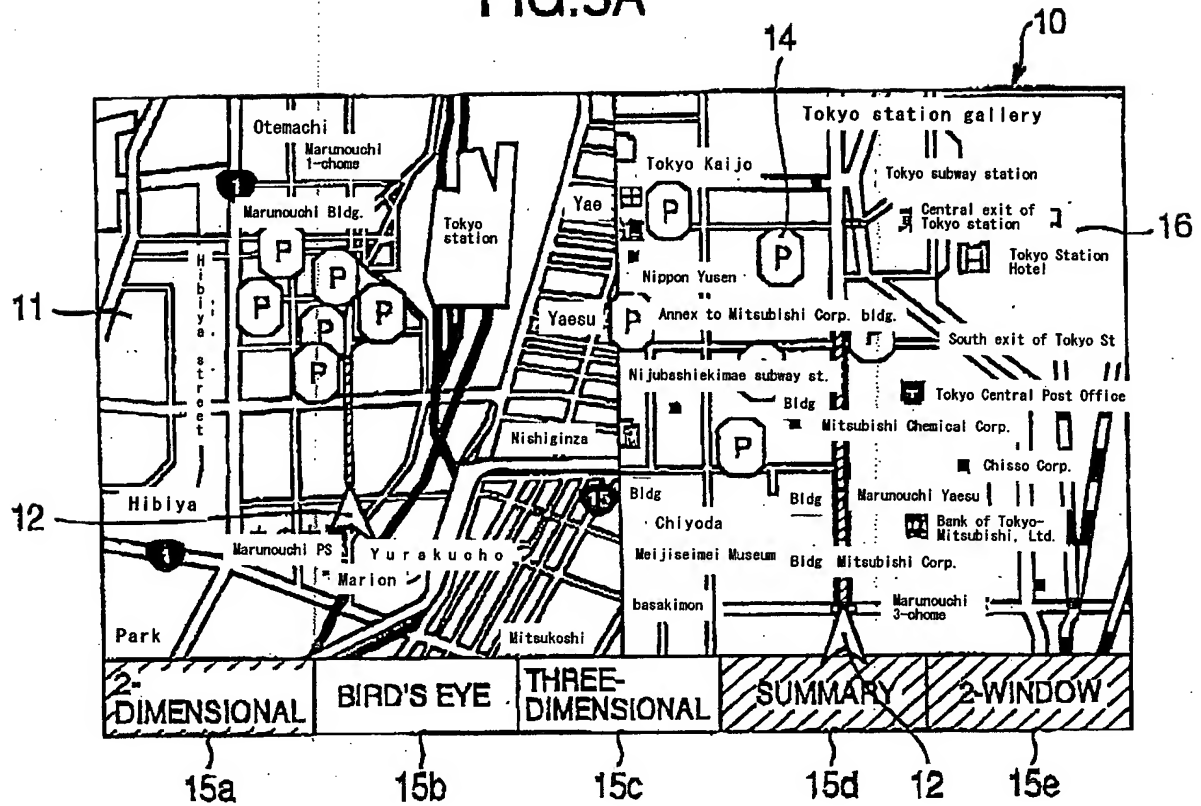 FIG.5A
10
14
Otemachi
Marunouchi
1-chome
1
Marunouchi Bldg.
Tokyo
station
Yae
Yaesu
Hibiya street
P
P
P
P
P
P
Nishiginza
Hibiya
Marunouchi PS
Yurakucho
Marion
Park
Mitsukoshi
15
1
11
12
Tokyo station gallery
Tokyo Kaijo
Tokyo subway station
P
P
Central exit of
Tokyo station
16
H
Tokyo Station
Hotel
Nippon Yusen
P
Annex to Mitsubishi Corp. bldg.
South exit of Tokyo St
Nijubashiekimae subway st.
Bldg
Tokyo Central Post Office
Mitsubishi Chemical Corp.
P
Chisso Corp.
Bldg
Bldg
Marunouchi Yaesu
Chiyoda
Bank of Tokyo-
Mitsubishi, Ltd.
Meijiseimei Museum
Bldg
Mitsubishi Corp.
basakimon
Marunouchi
3-chome
2-
DIMENSIONAL
BIRD'S EYE
THREE-
DIMENSIONAL
SUMMARY
2-WINDOW
15a
15b
15c
15d
12
15e